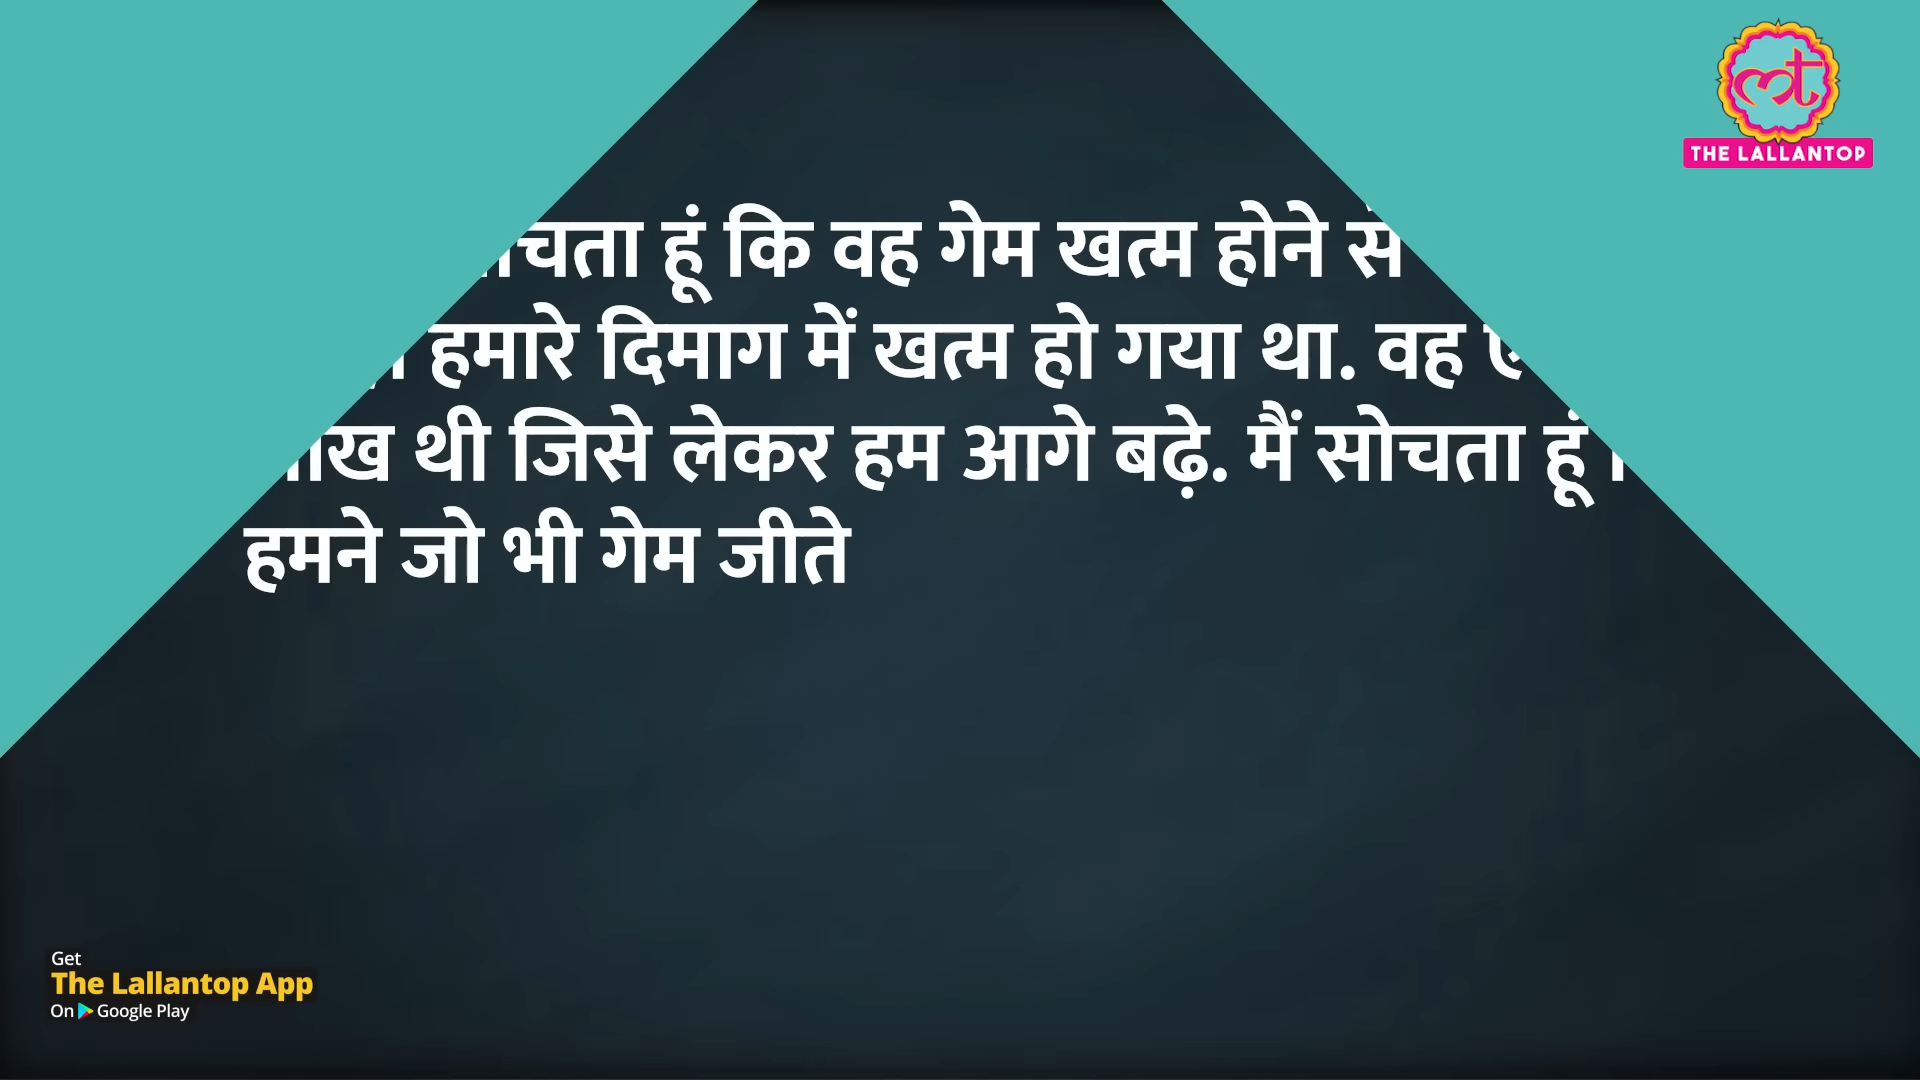 THE LALLANTOP
हूं कि वह गेम खत्म होने
हमारे दिमाग में खत्म हो गया था. वह
थी जिसे लेकर हम आगे बढ़े. मैं सोचता हूं
हमने जो भी गेम जीते
Get
The Lallantop App
On Google Play